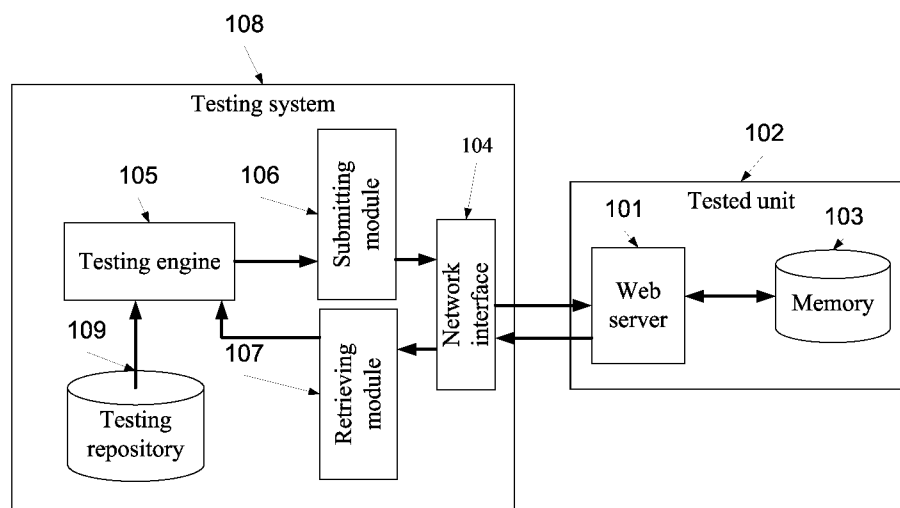 108
Testing system
102
Tested unit
104
106
105
Submitting
module
101
103
Testing engine
Network
interface
Web
server
Memory
109
107
Retrieving
module
Testing
repository